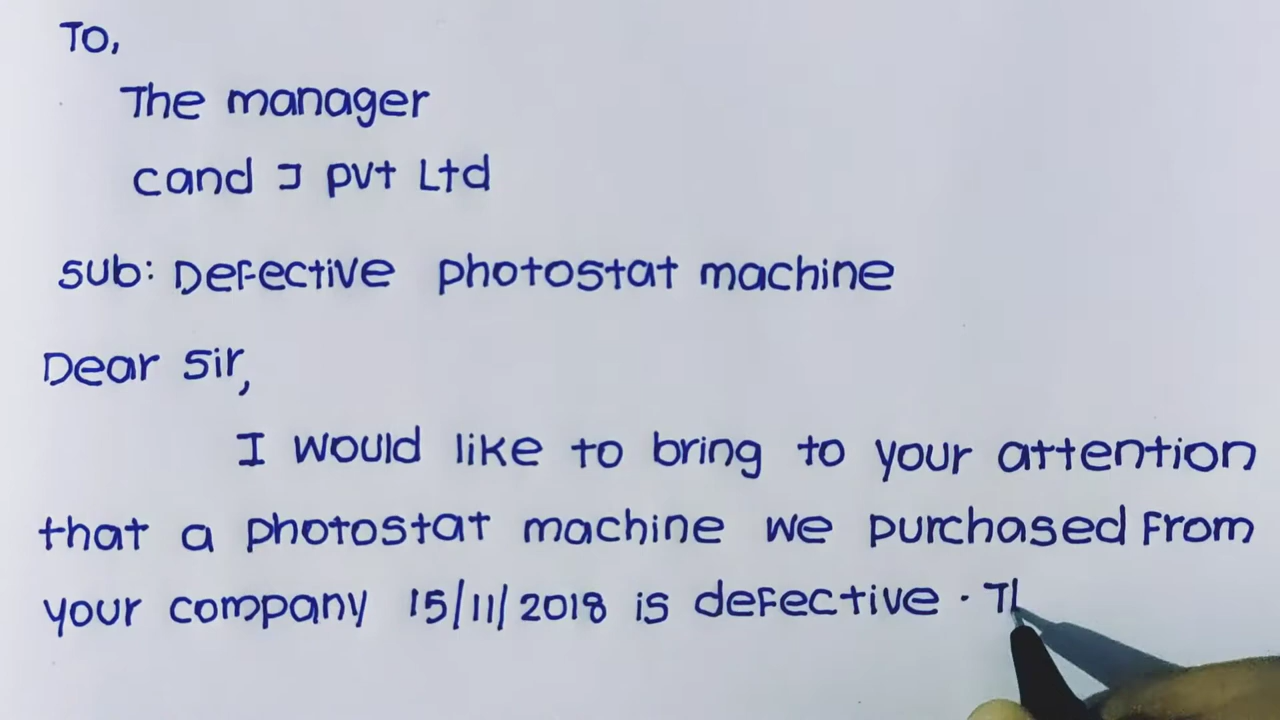 To,
The manager
cand J pvt Ltd
sub: Defective photostat machine
Dear Sir,
I would like to bring to your attention
that a photostat machine we purchased From
your company 15/11/2018 is defective. Th